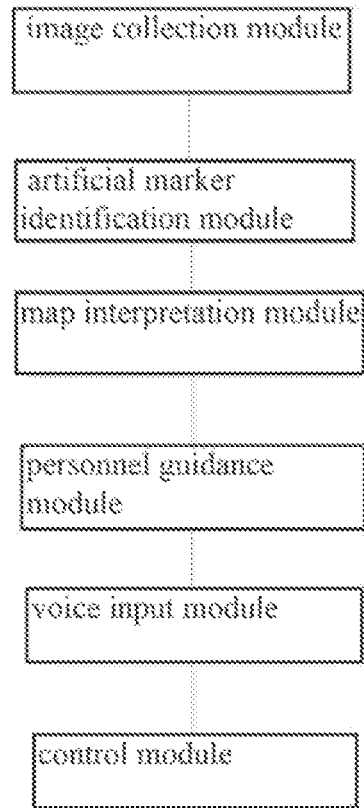 image collection module
artificial marker
identification module
map interpretation module
personnel guidance
module
voice input module
control module